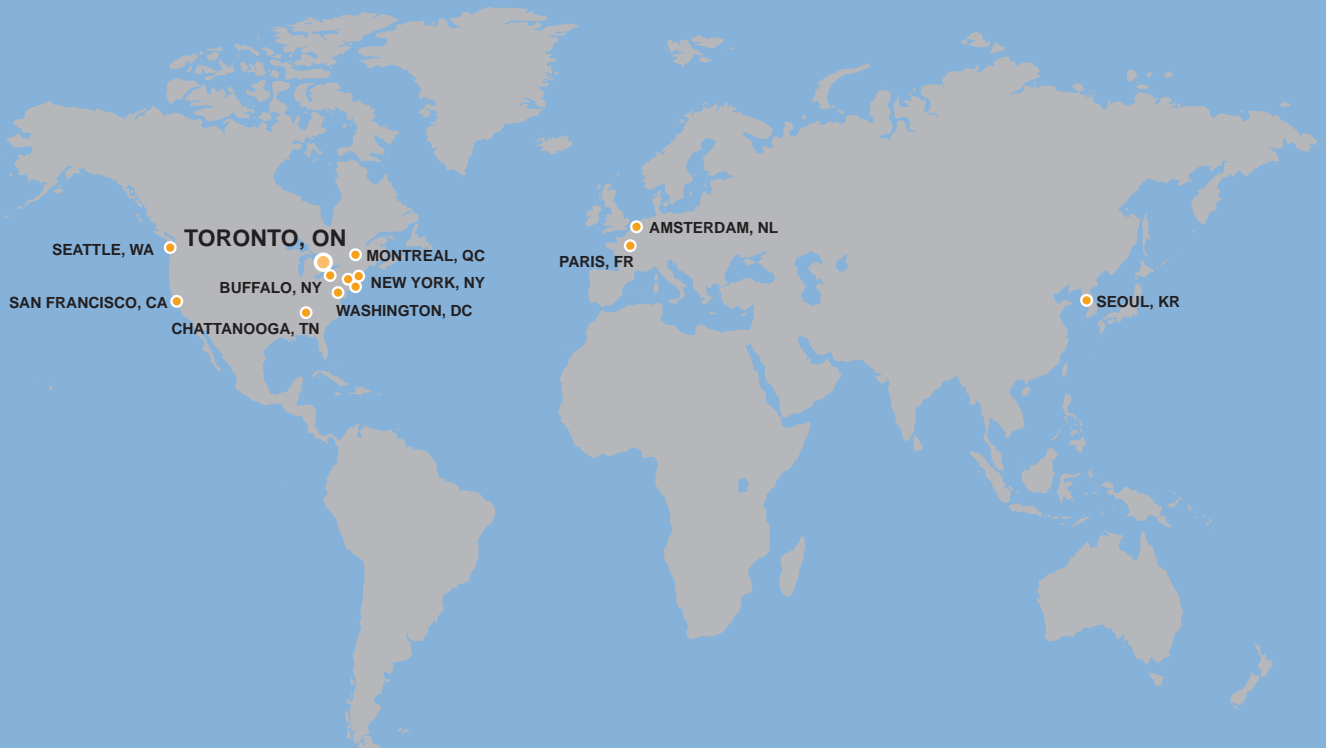 AMSTERDAM, NL
TORONTO, ON
SEATTLE, WA
MONTREAL, QC
PARIS, FR
BUFFALO, NY
NEW YORK, NY
SAN FRANCISCO, CA
SEOUL, KR
WASHINGTON, DC
CHATTANOOGA, TN